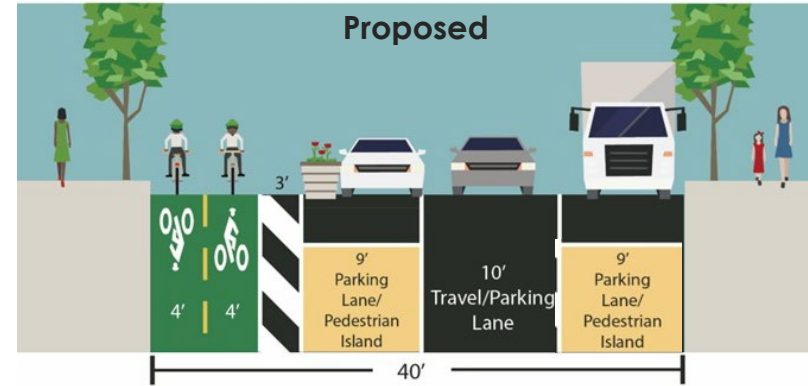 Proposed
3’
4’
4’
9’
Parking
Lane/
Pedestrian
Island
10’
Travel/Parking
Lane
9’
Parking
Lane/
Pedestrian
Island
40’